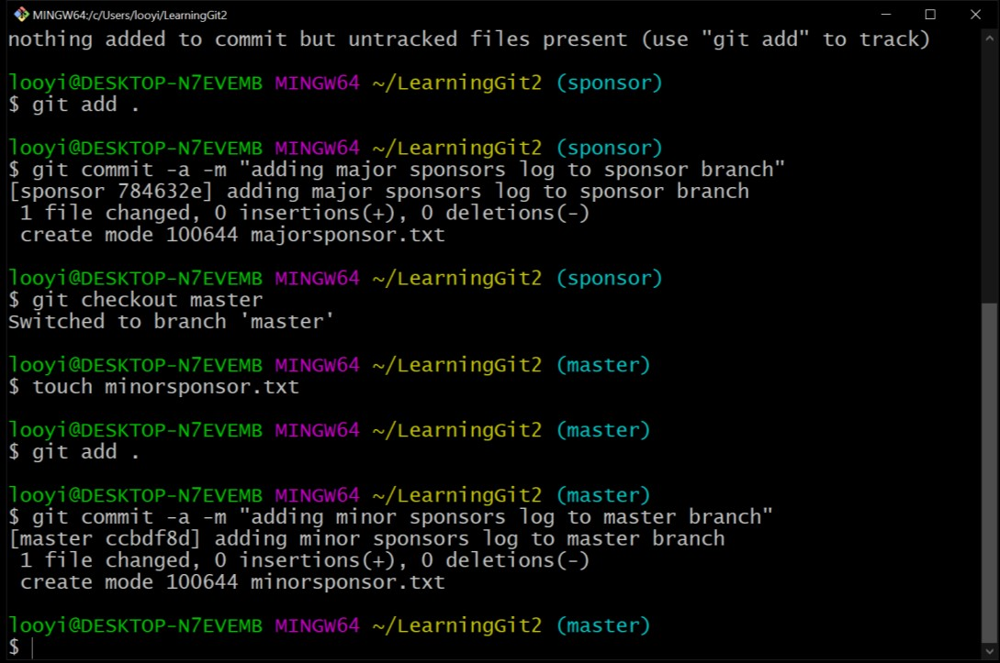 MINGW64:/c/Users/looyi/LearningGit2
nothing added to commit but untracked files present (use "git add" to track)
looyi@DESKTOP-N7EVEMB MINGW64 ~/LearningGit2 (sponsor)
$ git add .
looyi@DESKTOP-N7EVEMB MINGW64 ~/LearningGit2 (sponsor)
$ git commit -a -m "adding major sponsors log to sponsor branch"
[sponsor 784632e] adding major sponsors log to sponsor branch
 1 file changed, 0 insertions(+), 0 deletions(-)
 create mode 100644 majorsponsor.txt
looyi@DESKTOP-N7EVEMB MINGW64 ~/LearningGit2 (sponsor)
$ git checkout master
Switched to branch 'master'
looyi@DESKTOP-N7EVEMB MINGW64 ~/LearningGit2 (master)
$ touch minorsponsor.txt
looyi@DESKTOP-N7EVEMB MINGW64 ~/LearningGit2 (master)
$ git add .
looyi@DESKTOP-N7EVEMB MINGW64 ~/LearningGit2 (master)
$ git commit -a -m "adding minor sponsors log to master branch"
[master ccbdf8d] adding minor sponsors log to master branch
 1 file changed, 0 insertions(+), 0 deletions(-)
 create mode 100644 minorsponsor.txt
looyi@DESKTOP-N7EVEMB MINGW64 ~/LearningGit2 (master)
$